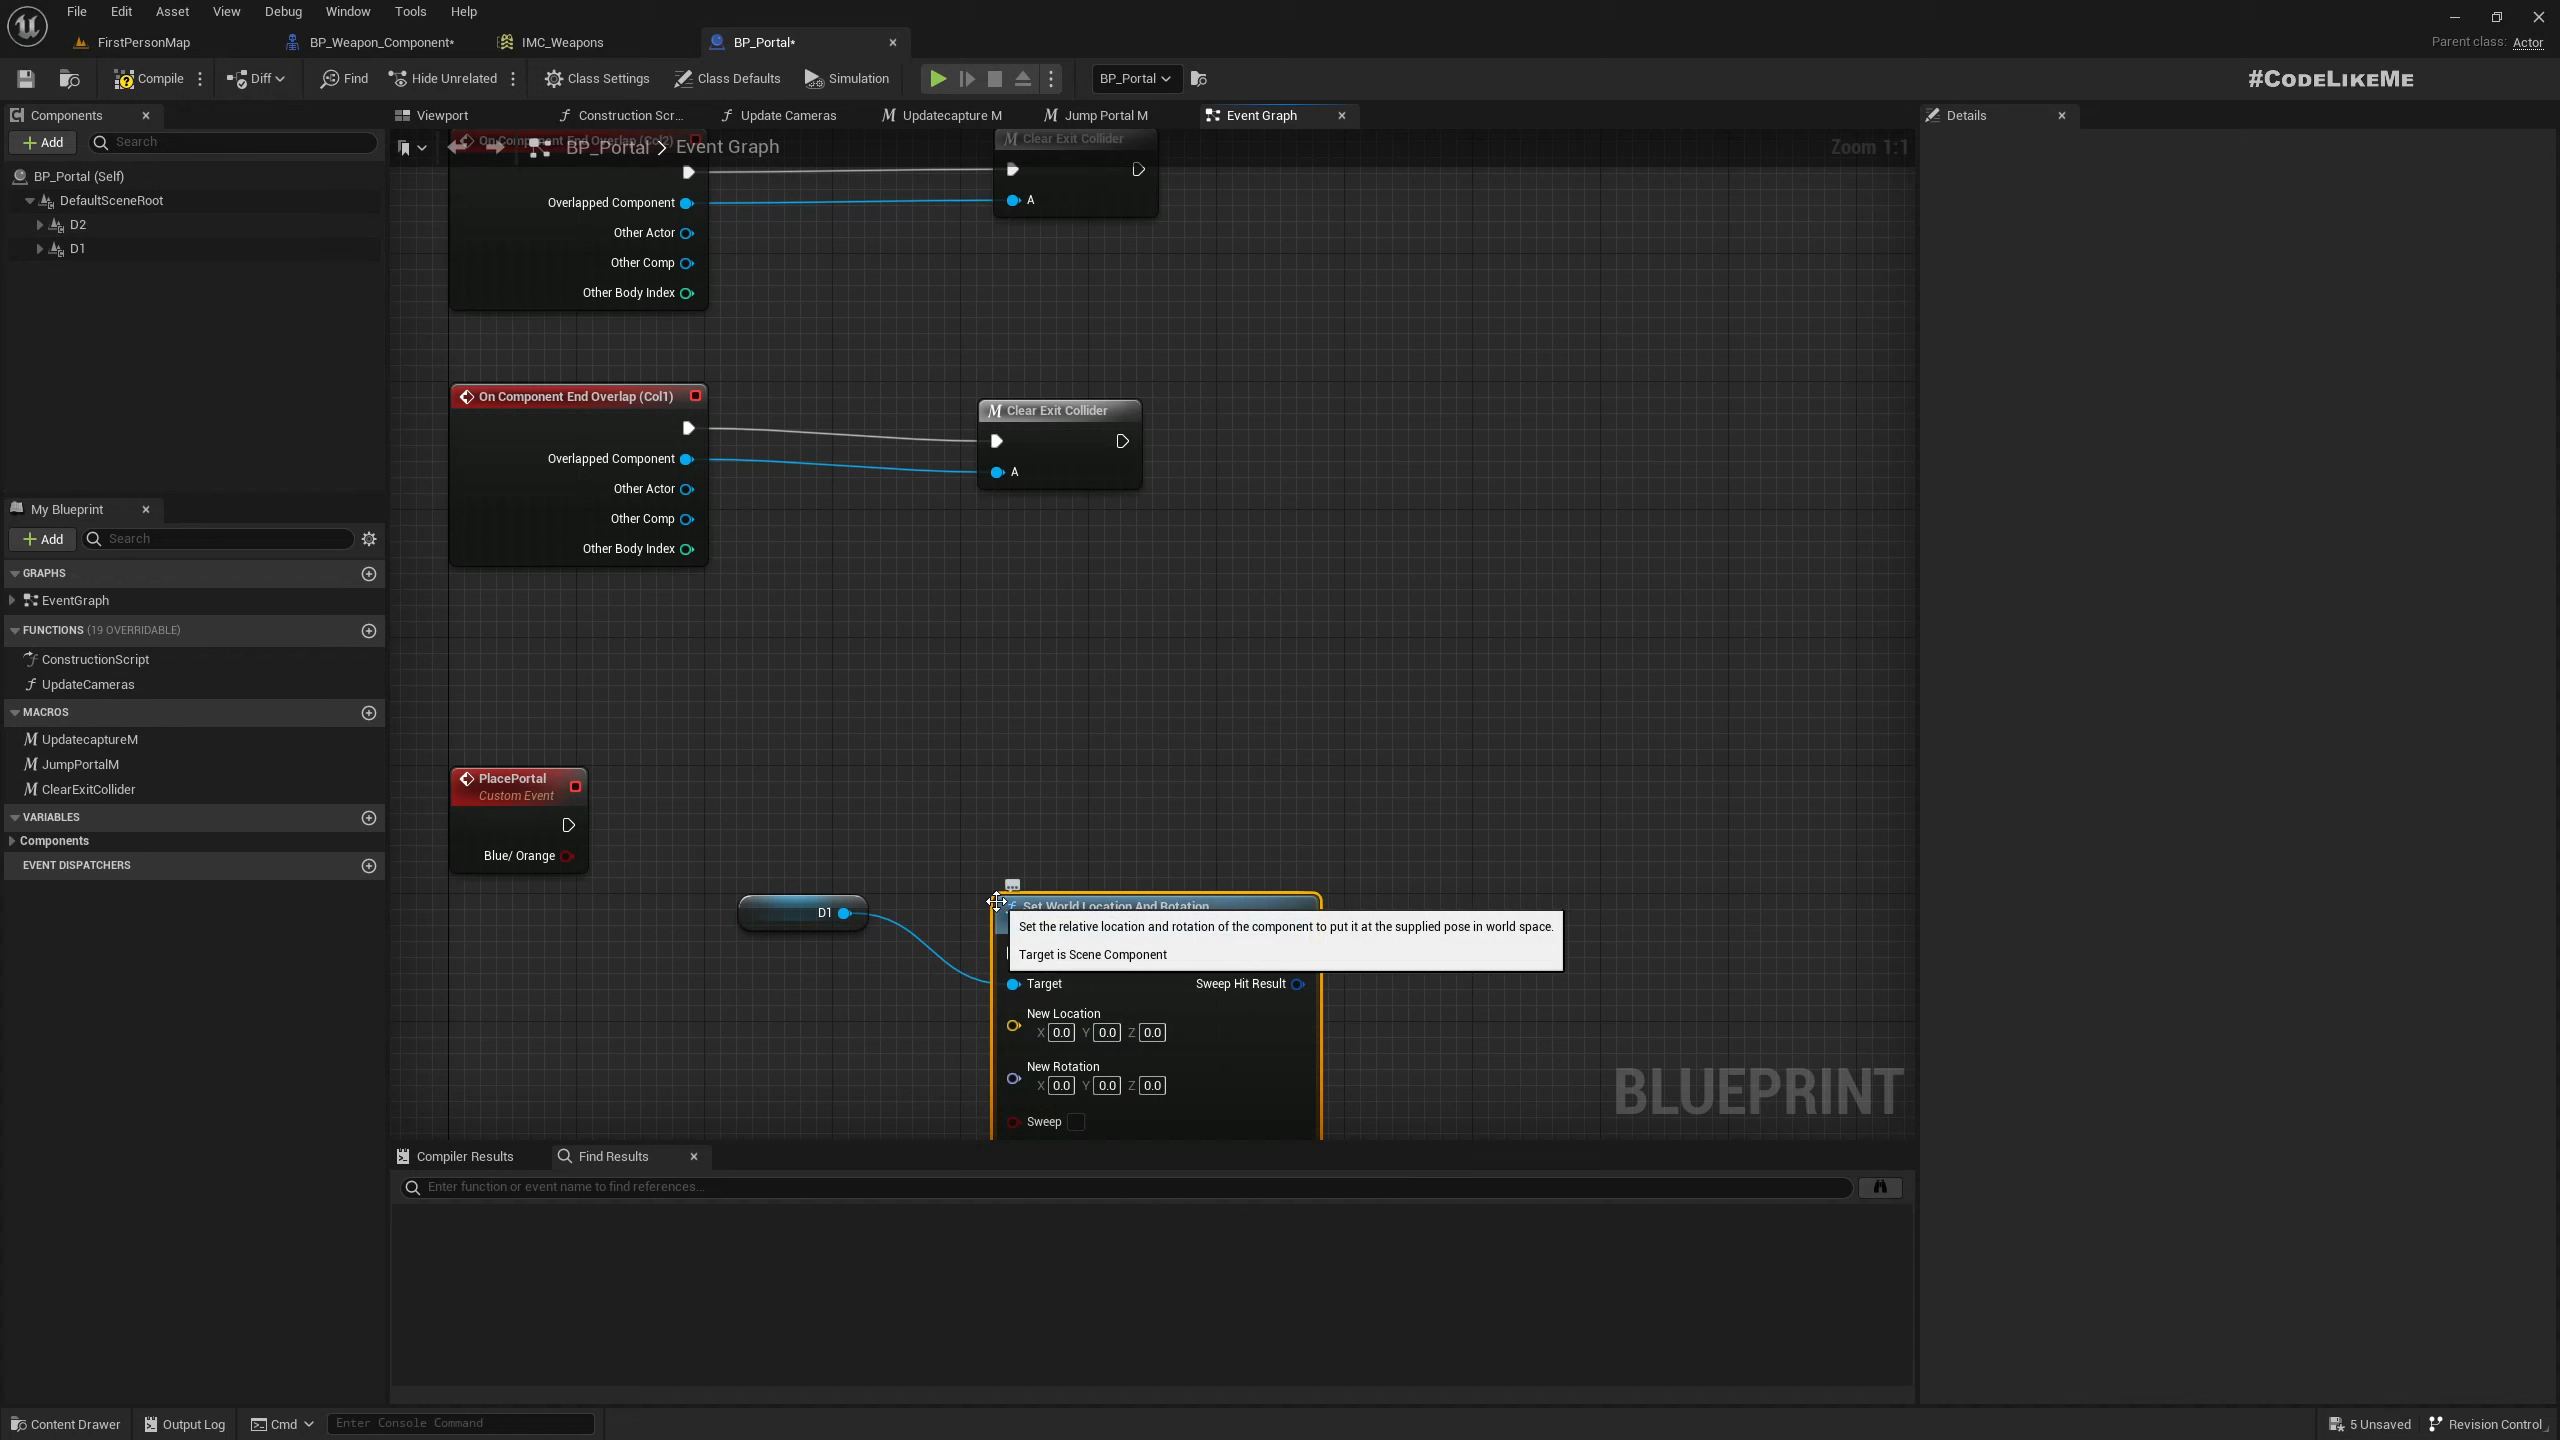 File Edit Asset View Debug Window Tools Help
FirstPersonMap BP_Weapon_Component* IMC_Weapons BP_Portal* Parent class: Actor
Compile Diff Find Hide Unrelated Class Settings Class Defaults Simulation BP_Portal #CODELIKEME
Components Viewport Construction Scr... Update Cameras Updatecapture M Jump Portal M Event Graph Details
Add Search
On Component End Overlap (Col2) Clear Exit Collider
BP_Portal > Event Graph Zoom 1:1
BP_Portal (Self)
DefaultSceneRoot
D2
D1
Overlapped Component A
Other Actor
Other Comp
Other Body Index
On Component End Overlap (Col1) Clear Exit Collider
Overlapped Component A
Other Actor
Other Comp
Other Body Index
My Blueprint
Add Search
GRAPHS
EventGraph
FUNCTIONS (19 OVERRIDABLE)
ConstructionScript
UpdateCameras
MACROS
UpdatecaptureM
JumpPortalM
ClearExitCollider
VARIABLES
Components
EVENT DISPATCHERS
PlacePortal
Custom Event
Blue/ Orange
D1
Set World Location And Rotation
Set the relative location and rotation of the component to put it at the supplied pose in world space.
Target is Scene Component
Target Sweep Hit Result
New Location
X 0.0 Y 0.0 Z 0.0
New Rotation
X 0.0 Y 0.0 Z 0.0
Sweep
BLUEPRINT
Compiler Results Find Results
Enter function or event name to find references...
Content Drawer Output Log Cmd Enter Console Command 5 Unsaved Revision Control